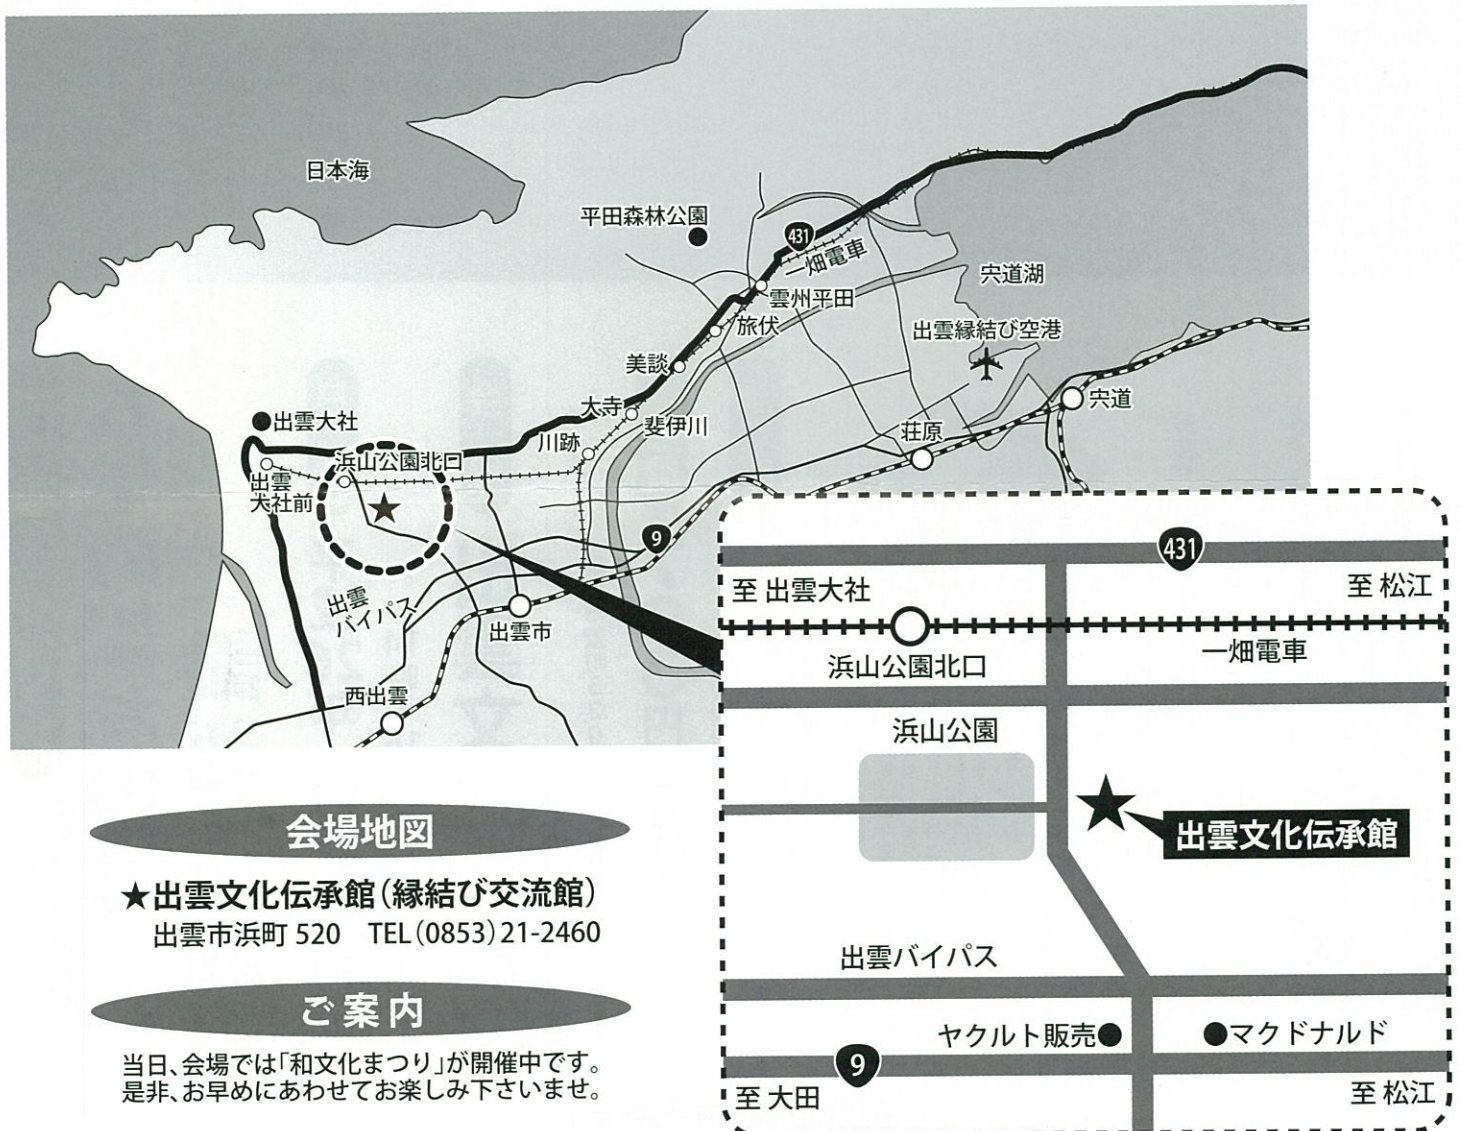 日本海
平田森林公園
431
一畑電車
宍道湖
雲州平田
旅伏
出雲縁結び空港
美談
宍道
大寺
斐伊川
荘原
出雲大社
川跡
浜山公園北口
出雲
大社前
9
出雲
バイパス
出雲市
西出雲
431
至 出雲大社
至 松江
浜山公園北口
一畑電車
浜山公園
出雲文化伝承館
出雲バイパス
ヤクルト販売
マクドナルド
9
至 大田
至 松江
会場地図
★出雲文化伝承館(縁結び交流館)
出雲市浜町 520 TEL(0853)21-2460
ご案内
当日、会場では「和文化まつり」が開催中です。
是非、お早めにあわせてお楽しみ下さいませ。